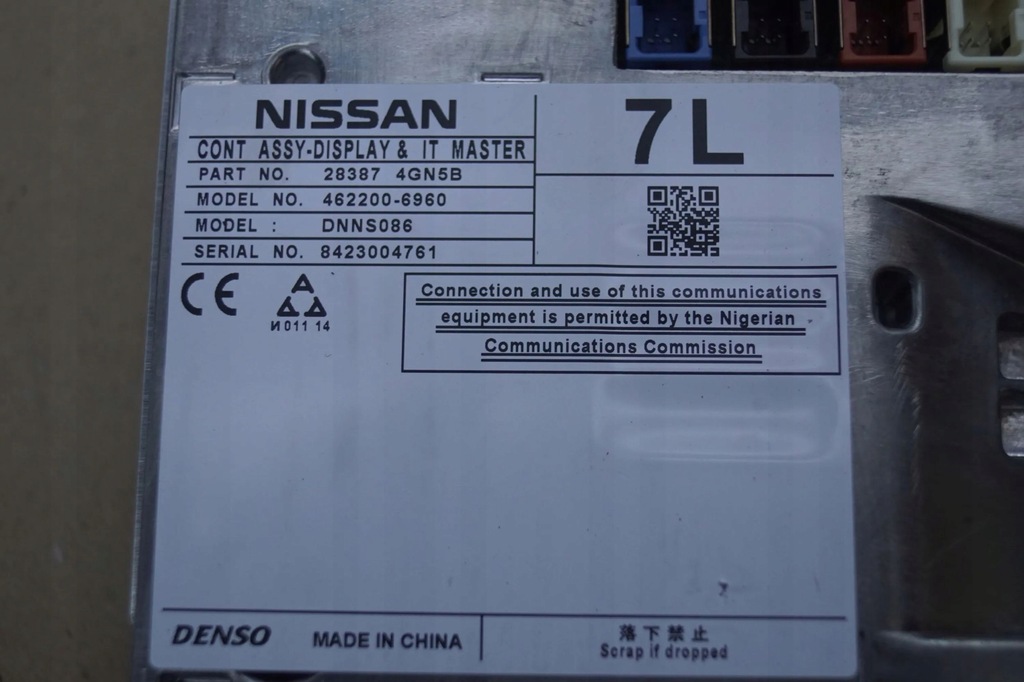 NISSAN
7L
CONT ASSY-DISPLAY & IT MASTER
PART NO. 28387 4GN5B
MODEL NO. 462200-6960
MODEL : DNNS086
SERIAL NO. 8423004761
CE
И011 14
Connection and use of this communications
equipment is permitted by the Nigerian
Communications Commission
DENSO
MADE IN CHINA
落下禁止
Scrap if dropped